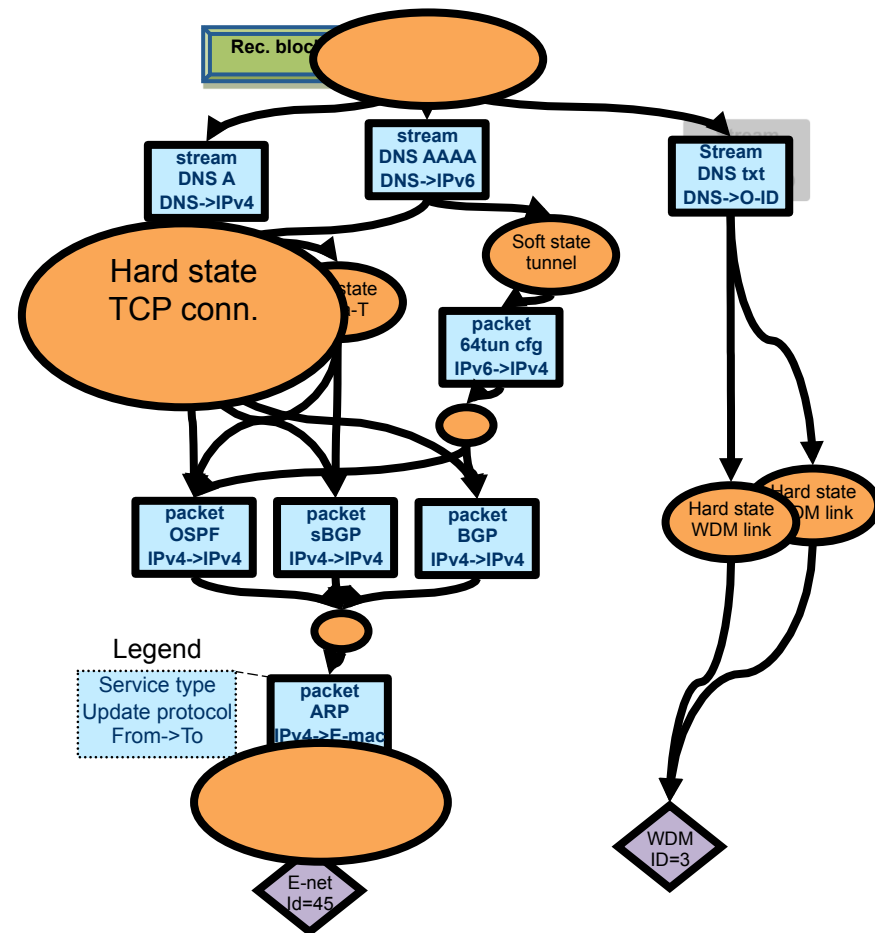 Rec. block
stream
DNS A
DNS->IPv4
stream
DNS AAAA
DNS->IPv6
Stream
DNS txt
DNS->O-ID
Hard state
TCP conn.
state
-T
Soft state
tunnel
packet
64tun cfg
IPv6->IPv4
packet
OSPF
IPv4->IPv4
packet
sBGP
IPv4->IPv4
packet
BGP
IPv4->IPv4
Hard state
WDM link
Hard state
DM link
Legend
Service type
Update protocol
From->To
packet
ARP
IPv4->E-mac
E-net
Id=45
WDM
ID=3